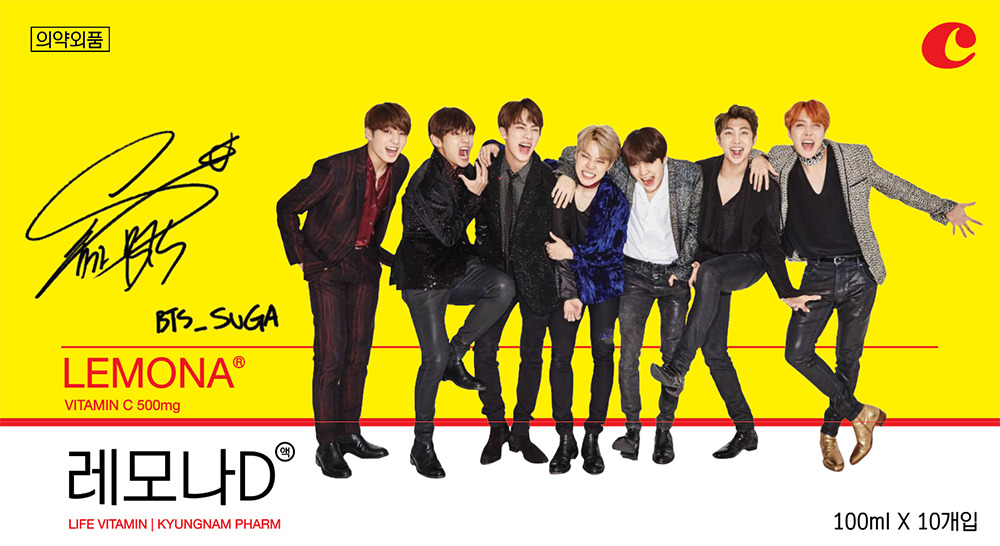 의약외품
BTS_SUGA
LEMONA®
VITAMIN C 500mg
레모나D 액
LIFE VITAMIN | KYUNGNAM PHARM
100ml X 10개입